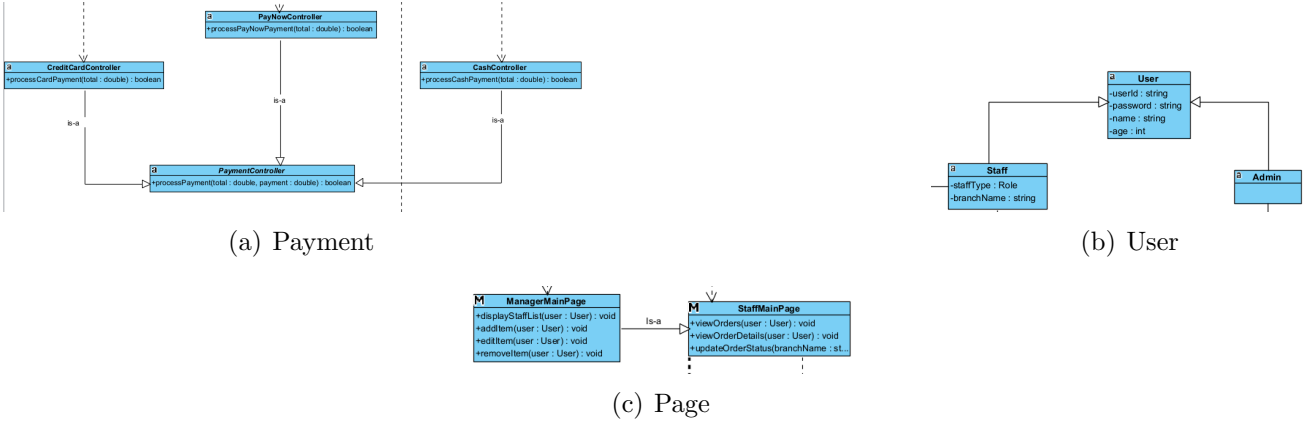 PayNowController
+processPayNowPayment(total : double) : boolean
CreditCardController
+processCardPayment(total : double) : boolean
CashController
+processCashPayment(total : double) : boolean
is-a
is-a
is-a
PaymentController
+processPayment(total : double, payment : double) : boolean
(a) Payment
User
-userId : string
-password : string
-name : string
-age : int
Staff
-staffType : Role
-branchName : string
Admin
(b) User
ManagerMainPage
+displayStaffList(user : User) : void
+addItem(user : User) : void
+editItem(user : User) : void
+removeItem(user : User) : void
Is-a
StaffMainPage
+viewOrders(user : User) : void
+viewOrderDetails(user : User) : void
+updateOrderStatus(branchName : st...
(c) Page